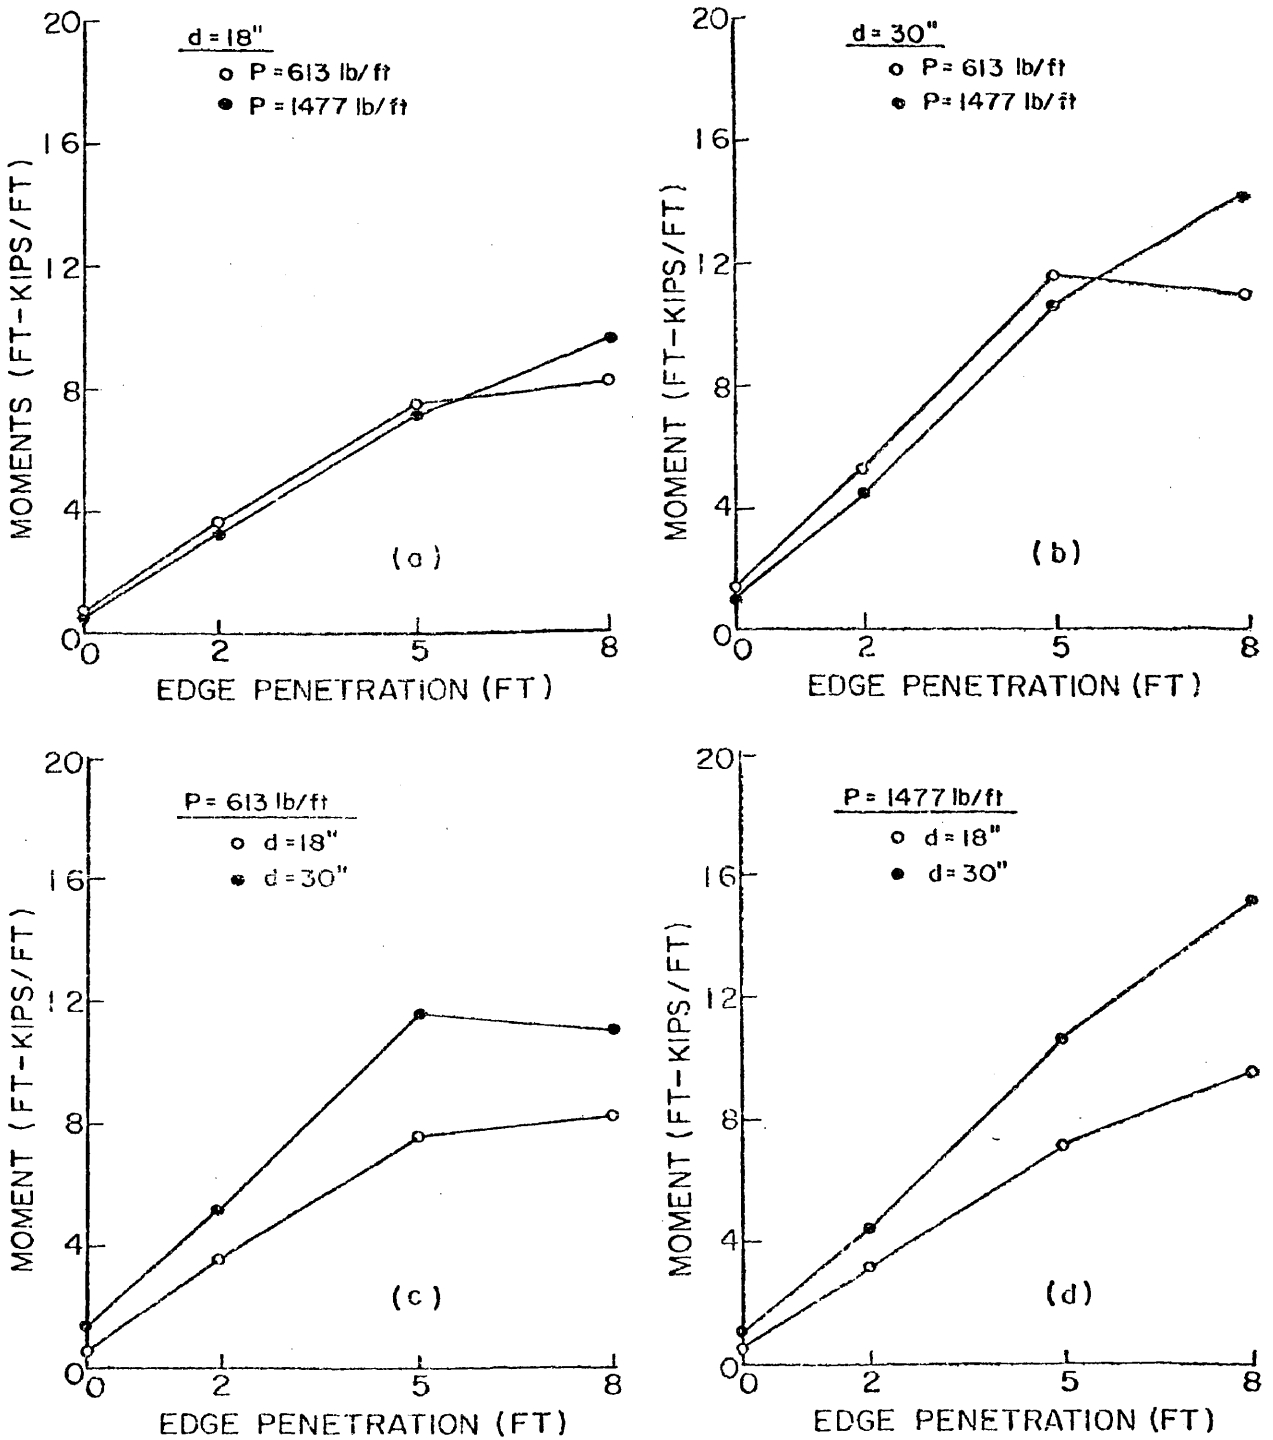 d = 18"
P = 613 lb/ft
P = 1477 lb/ft
20
16
12
8
4
0
MOMENTS (FT-KIPS/FT)
(a)
0 2 5 8
EDGE PENETRATION (FT)
d = 30"
P = 613 lb/ft
P = 1477 lb/ft
20
16
12
8
4
0
MOMENT (FT-KIPS/FT)
(b)
0 2 5 8
EDGE PENETRATION (FT)
P = 613 lb/ft
d = 18"
d = 30"
20
16
12
8
4
0
MOMENT (FT-KIPS/FT)
(c)
0 2 5 8
EDGE PENETRATION (FT)
P = 1477 lb/ft
d = 18"
d = 30"
20
16
12
8
4
0
MOMENT (FT-KIPS/FT)
(d)
0 2 5 8
EDGE PENETRATION (FT)